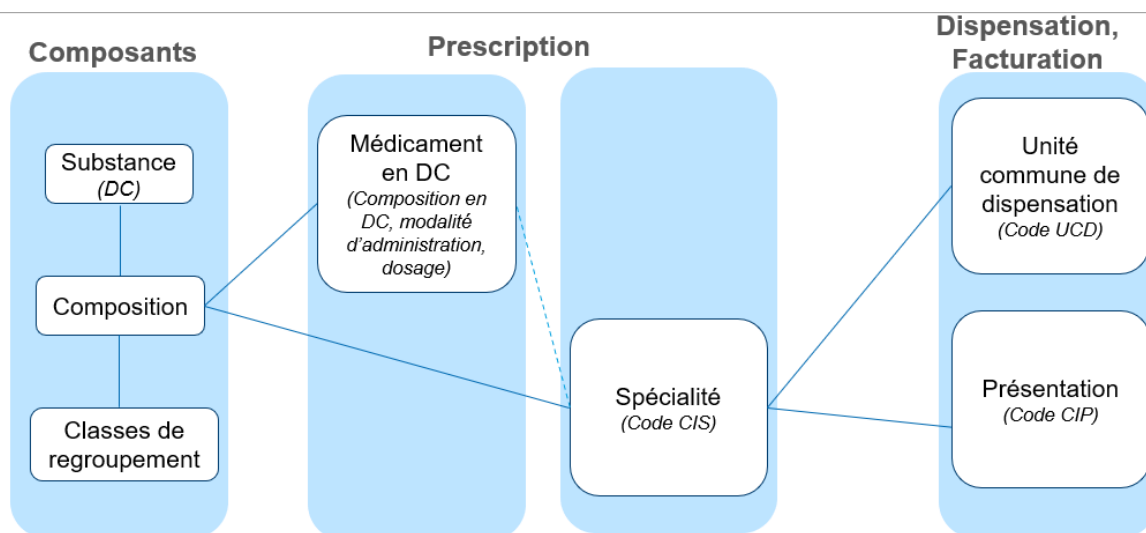 Composants
Prescription
Dispensation,
Facturation
Substance
(DC)
Composition
Classes de
regroupement
Médicament
en DC
(Composition en
DC, modalité
d'administration,
dosage)
Spécialité
(Code CIS)
Unité
commune de
dispensation
(Code UCD)
Présentation
(Code CIP)